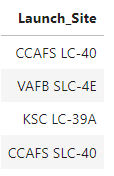 Launch_Site
CCAFS LC-40
VAFB SLC-4E
KSC LC-39A
CCAFS SLC-40